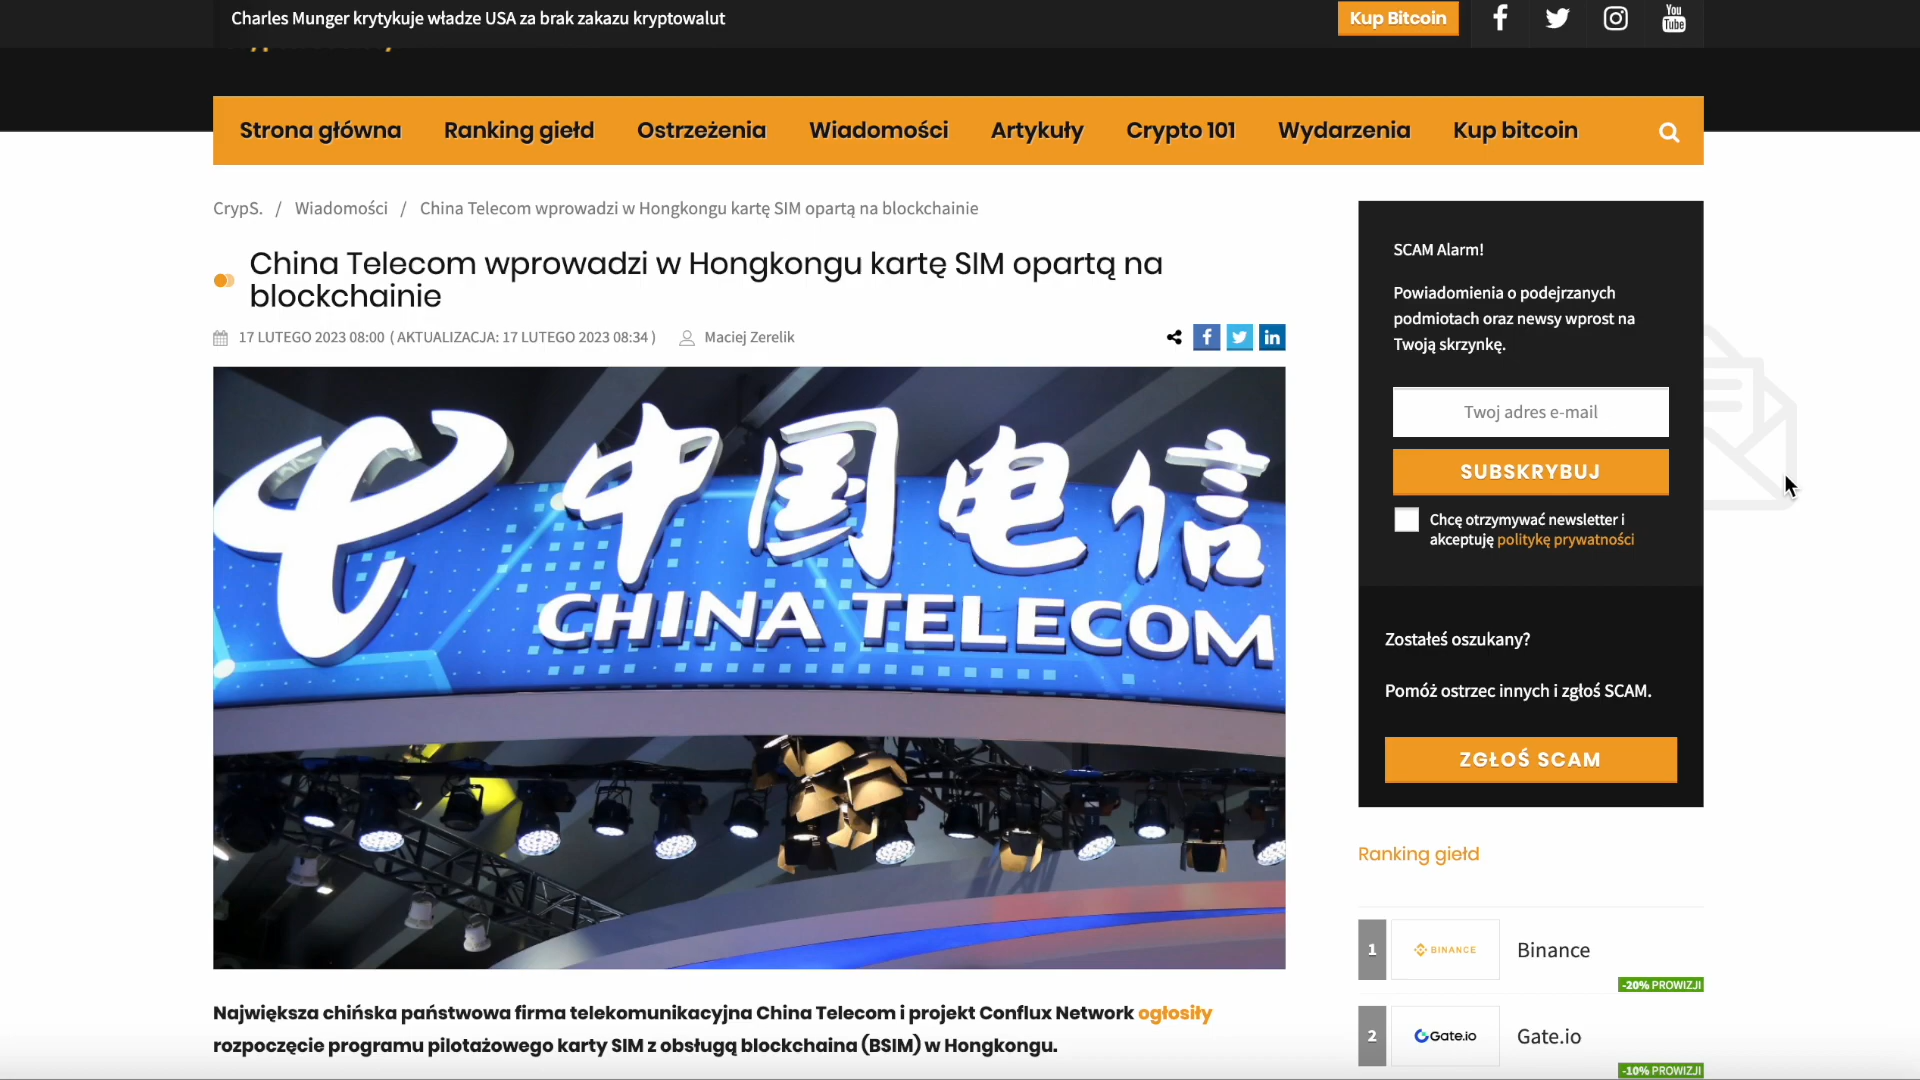 Charles Munger krytykuje władze USA za brak zakazu kryptowalut
Kup Bitcoin
You
Tube
Strona główna
Ranking giełd
Ostrzeżenia
Wiadomości
Artykuły
Crypto 101
Wydarzenia
Kup bitcoin
CrypS. / Wiadomości / China Telecom wprowadzi w Hongkongu kartę SIM opartą na blockchainie
China Telecom wprowadzi w Hongkongu kartę SIM opartą na
blockchainie
17 LUTEGO 2023 08:00 ( AKTUALIZACJA: 17 LUTEGO 2023 08:34 )
Maciej Zerelik
中国电信
CHINA TELECOM
Największa chińska państwowa firma telekomunikacyjna China Telecom i projekt Conflux Network ogłosiły
rozpoczęcie programu pilotażowego karty SIM z obsługą blockchaina (BSIM) w Hongkongu.
SCAM Alarm!
Powiadomienia o podejrzanych
podmiotach oraz newsy wprost na
Twoją skrzynkę.
Twoj adres e-mail
SUBSKRYBUJ
Chcę otrzymywać newsletter i
akceptuję politykę prywatności
Zostałeś oszukany?
Pomóż ostrzec innych i zgłoś SCAM.
ZGŁOŚ SCAM
Ranking giełd
1
BINANCE
Binance
-20% PROWIZJI
2
Gate.io
Gate.io
-10% PROWIZJI